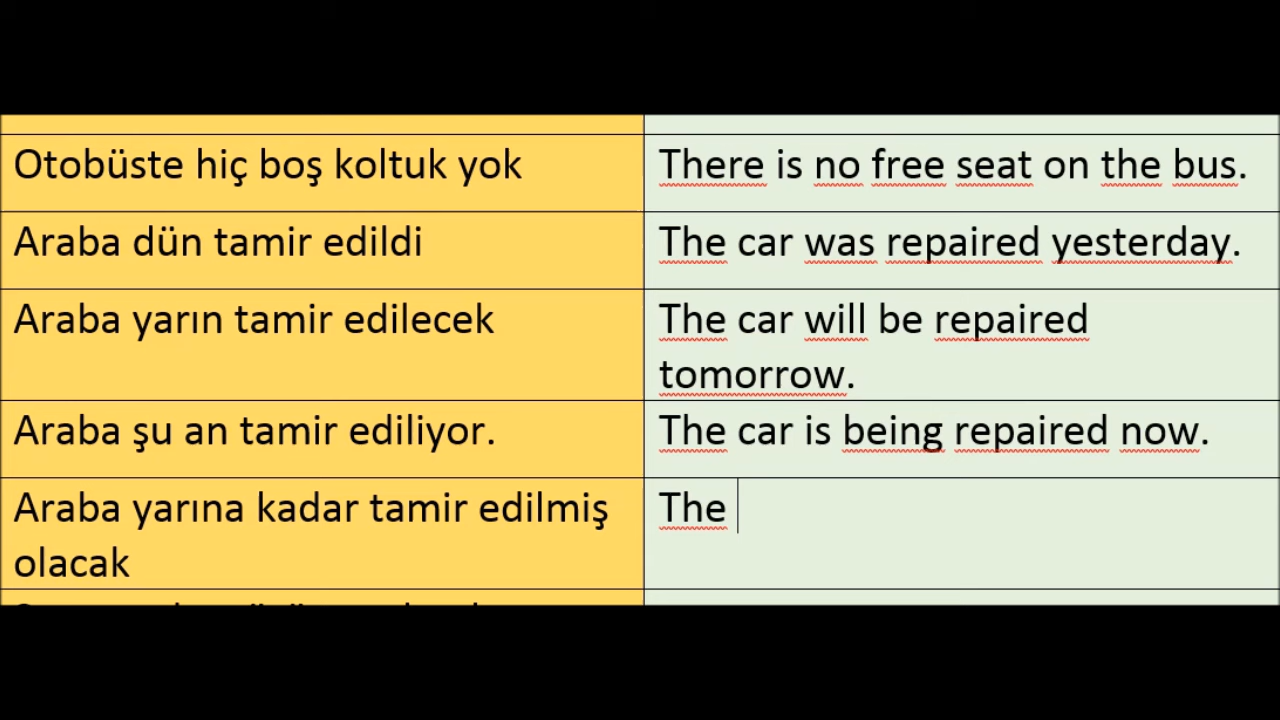 Otobüste hiç boş koltuk yok
There is no free seat on the bus.
Araba dün tamir edildi
The car was repaired yesterday.
Araba yarın tamir edilecek
The car will be repaired
tomorrow.
Araba şu an tamir ediliyor.
The car is being repaired now.
Araba yarına kadar tamir edilmiş
olacak
The